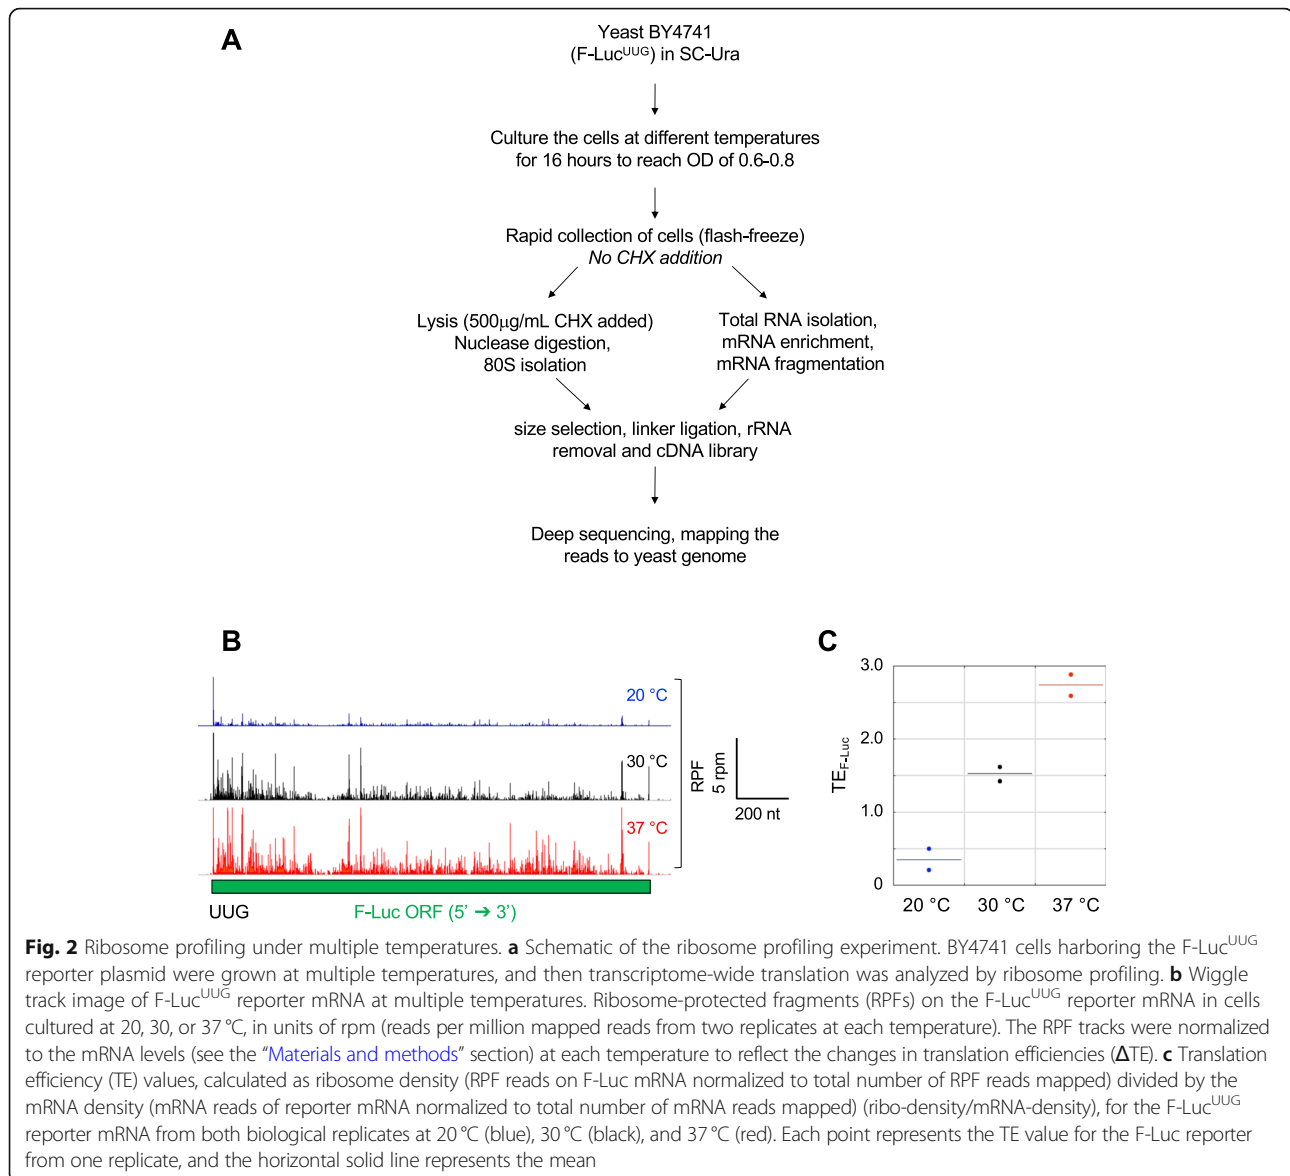 A
Yeast BY4741
(F-Luc^UUG) in SC-Ura
Culture the cells at different temperatures
for 16 hours to reach OD of 0.6-0.8
Rapid collection of cells (flash-freeze)
No CHX addition
Lysis (500µg/mL CHX added)
Nuclease digestion,
80S isolation
Total RNA isolation,
mRNA enrichment,
mRNA fragmentation
size selection, linker ligation, rRNA
removal and cDNA library
Deep sequencing, mapping the
reads to yeast genome
B
20 °C
30 °C
37 °C
RPF
5 rpm
200 nt
UUG
F-Luc ORF (5' ➔ 3')
C
TE_F-Luc
3.0
2.0
1.0
0
20 °C
30 °C
37 °C
Fig. 2 Ribosome profiling under multiple temperatures. a Schematic of the ribosome profiling experiment. BY4741 cells harboring the F-Luc^UUG
reporter plasmid were grown at multiple temperatures, and then transcriptome-wide translation was analyzed by ribosome profiling. b Wiggle
track image of F-Luc^UUG reporter mRNA at multiple temperatures. Ribosome-protected fragments (RPFs) on the F-Luc^UUG reporter mRNA in cells
cultured at 20, 30, or 37 °C, in units of rpm (reads per million mapped reads from two replicates at each temperature). The RPF tracks were normalized
to the mRNA levels (see the “Materials and methods” section) at each temperature to reflect the changes in translation efficiencies (ΔTE). c Translation
efficiency (TE) values, calculated as ribosome density (RPF reads on F-Luc mRNA normalized to total number of RPF reads mapped) divided by the
mRNA density (mRNA reads of reporter mRNA normalized to total number of mRNA reads mapped) (ribo-density/mRNA-density), for the F-Luc^UUG
reporter mRNA from both biological replicates at 20 °C (blue), 30 °C (black), and 37 °C (red). Each point represents the TE value for the F-Luc reporter
from one replicate, and the horizontal solid line represents the mean